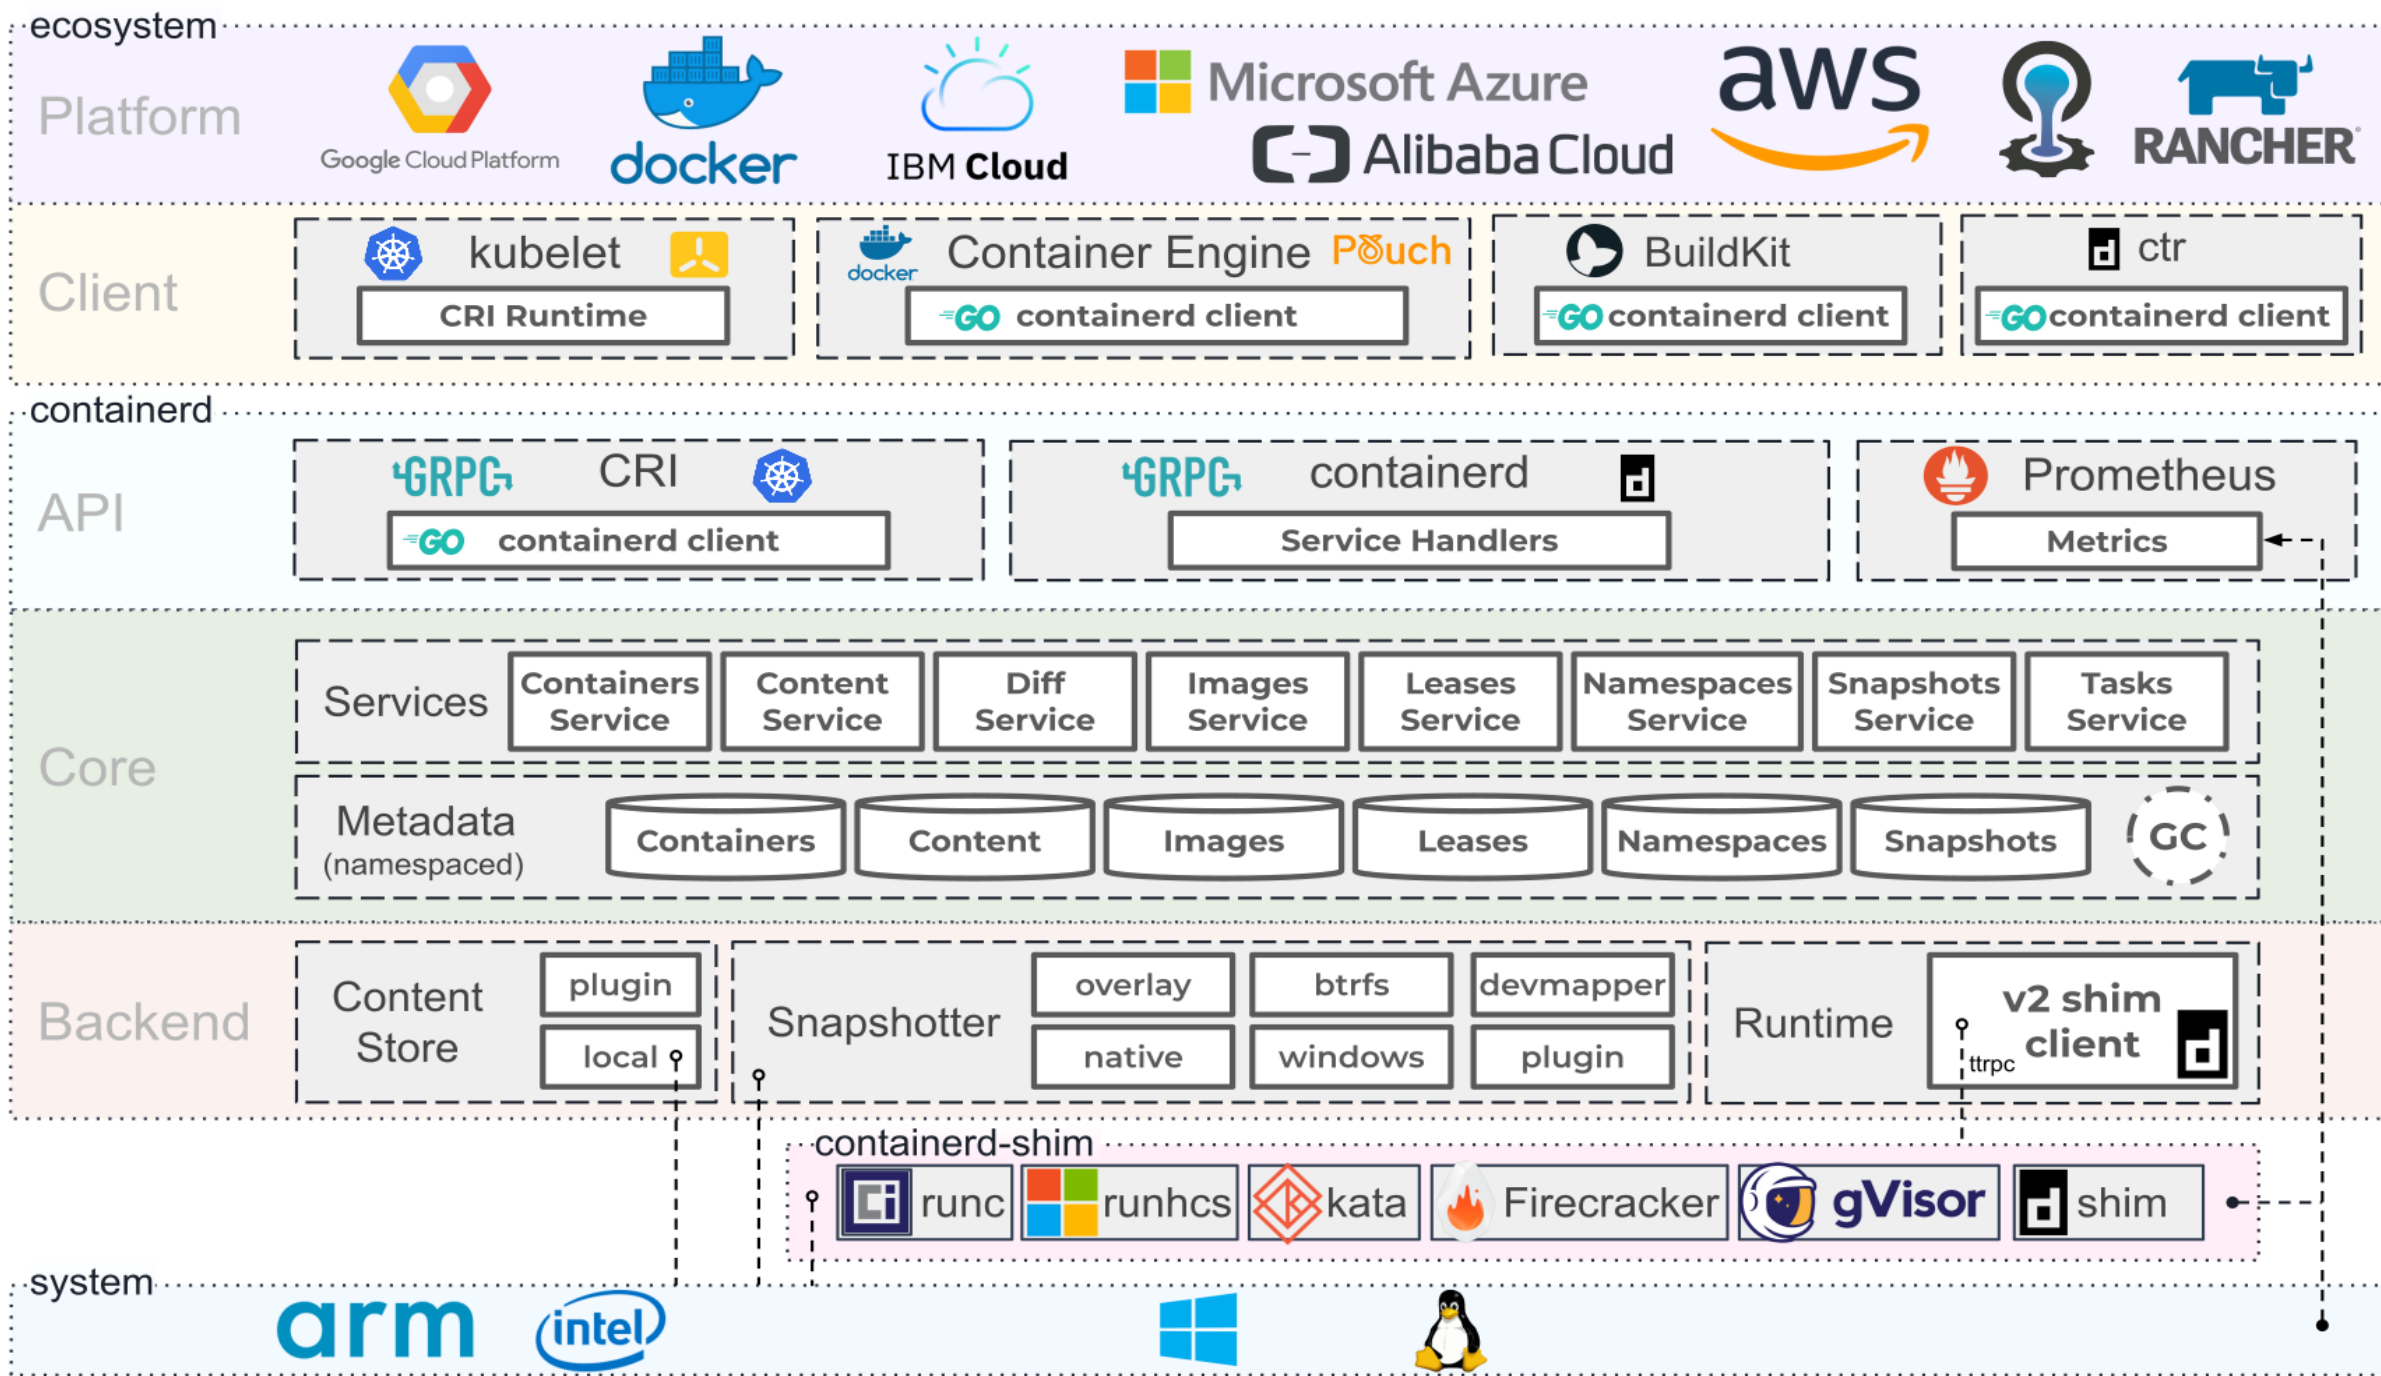 ecosystem
Platform
Google Cloud Platform
docker
IBM Cloud
Microsoft Azure
Alibaba Cloud
aws
RANCHER
Client
kubelet
CRI Runtime
docker
Container Engine
Pouch
GO containerd client
BuildKit
GO containerd client
d ctr
GO containerd client
containerd
API
GRPC CRI
GO containerd client
GRPC containerd d
Service Handlers
Prometheus
Metrics
Core
Services
Containers
Service
Content
Service
Diff
Service
Images
Service
Leases
Service
Namespaces
Service
Snapshots
Service
Tasks
Service
Metadata
(namespaced)
Containers
Content
Images
Leases
Namespaces
Snapshots
GC
Backend
Content
Store
plugin
local
Snapshotter
overlay
btrfs
devmapper
native
windows
plugin
Runtime
v2 shim
client
ttrpc
d
containerd-shim
runc
runhcs
kata
Firecracker
gVisor
d shim
system
arm
intel